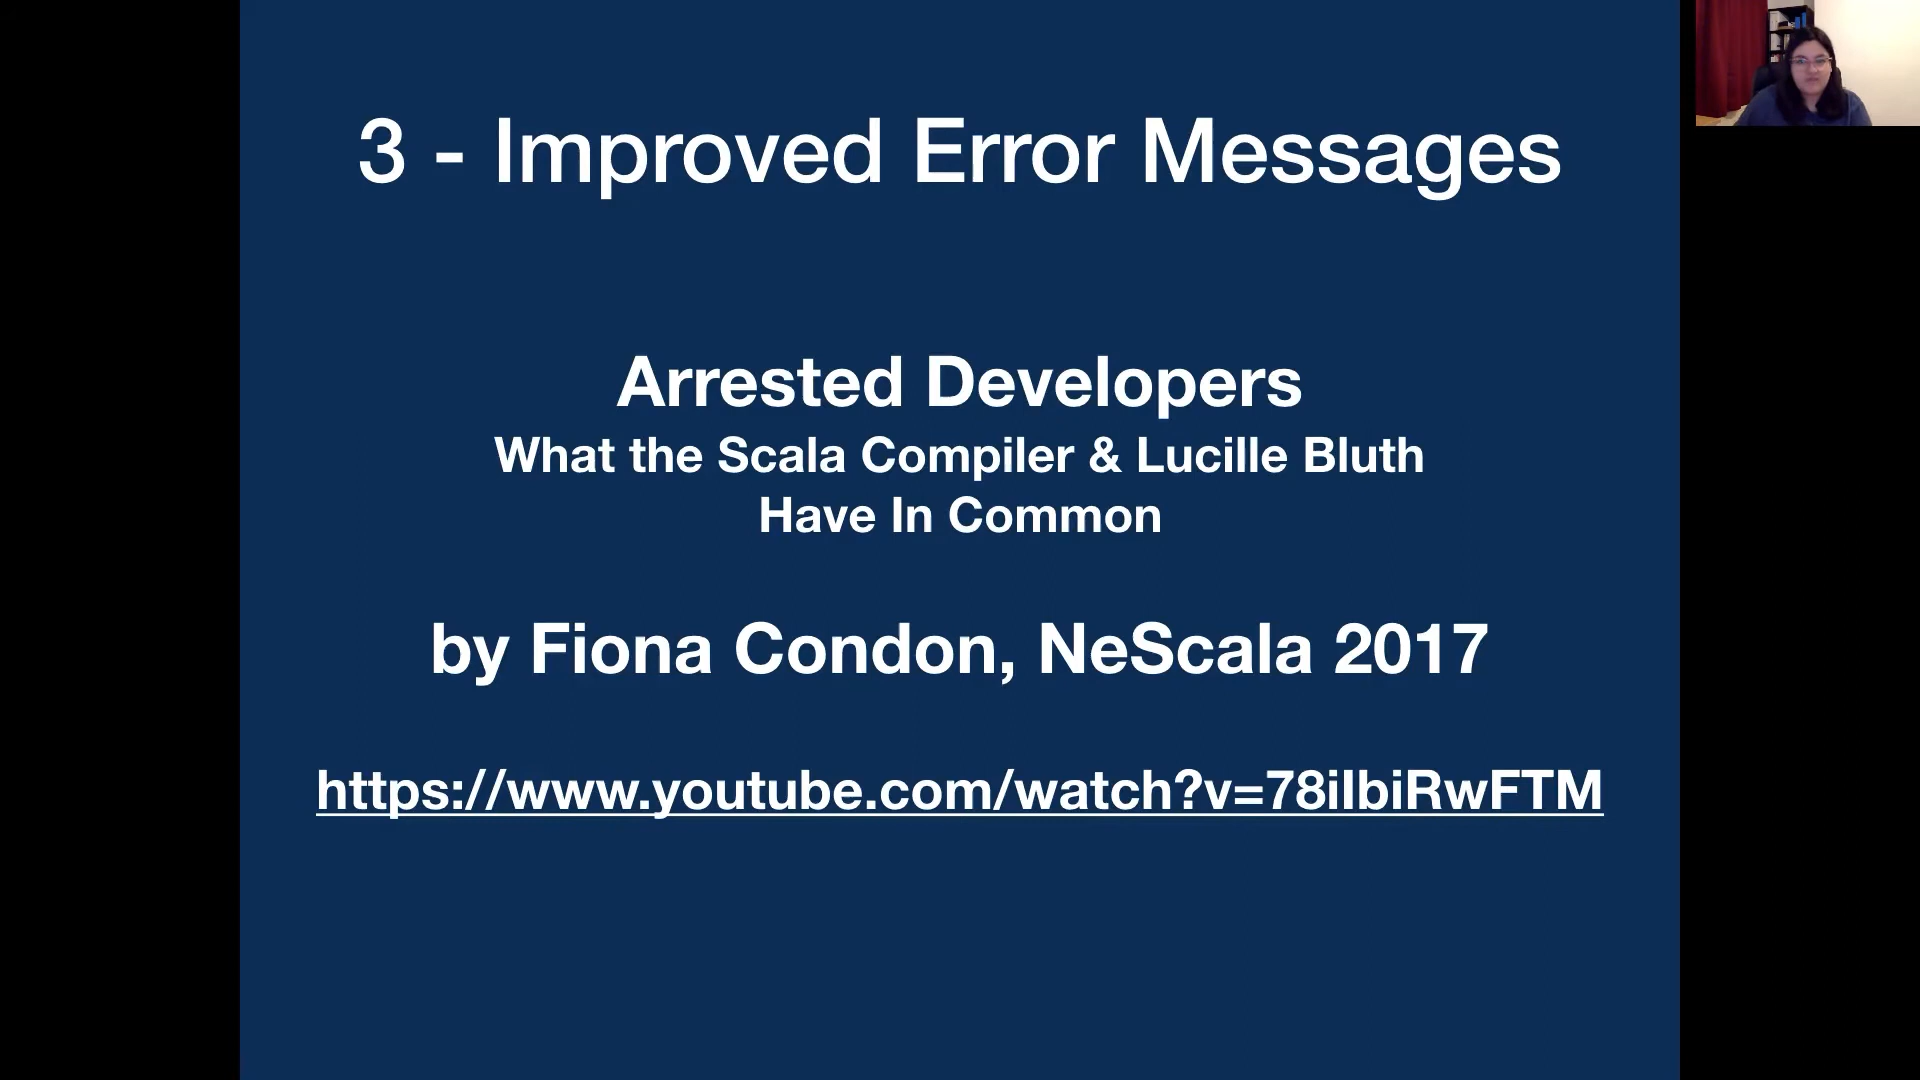 3 - Improved Error Messages
Arrested Developers
What the Scala Compiler & Lucille Bluth
Have In Common
by Fiona Condon, NeScala 2017
https://www.youtube.com/watch?v=78iIbiRwFTM